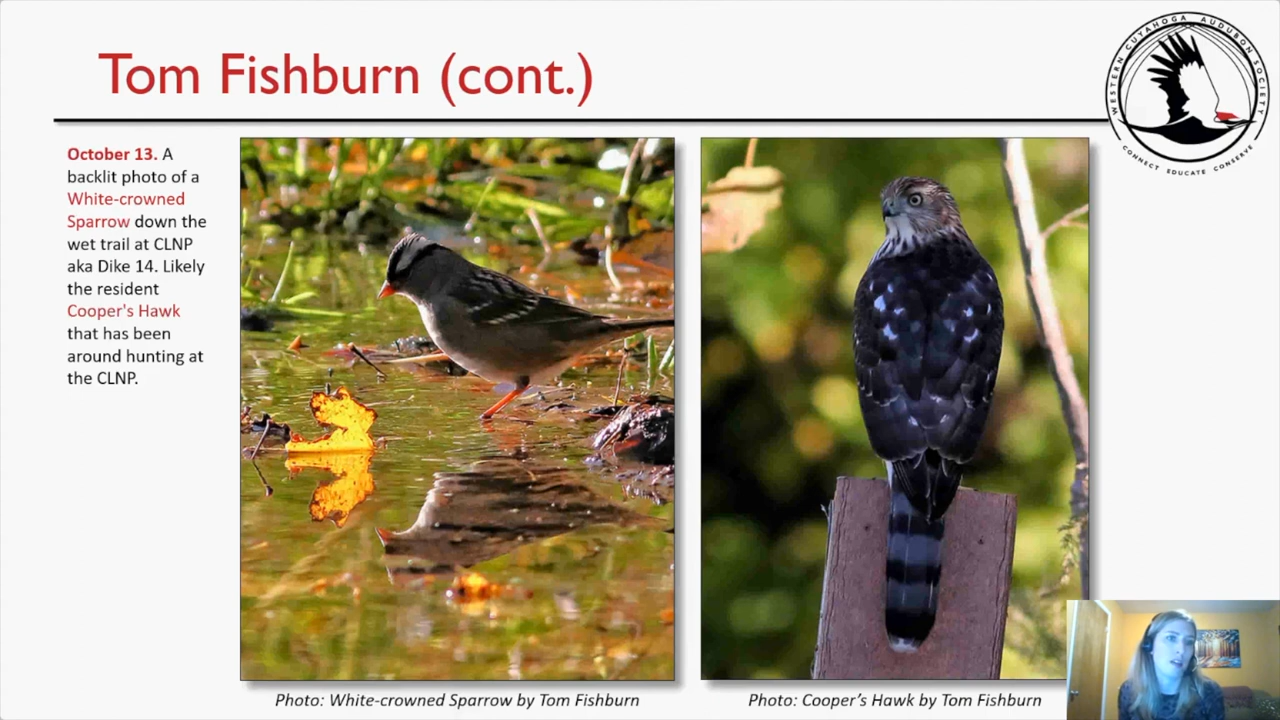 Tom Fishburn (cont.)
WESTERN CUYAHOGA AUDUBON SOCIETY
CONNECT EDUCATE CONSERVE
October 13. A
backlit photo of a
White-crowned
Sparrow down the
wet trail at CLNP
aka Dike 14. Likely
the resident
Cooper's Hawk
that has been
around hunting at
the CLNP.
Photo: White-crowned Sparrow by Tom Fishburn
Photo: Cooper’s Hawk by Tom Fishburn